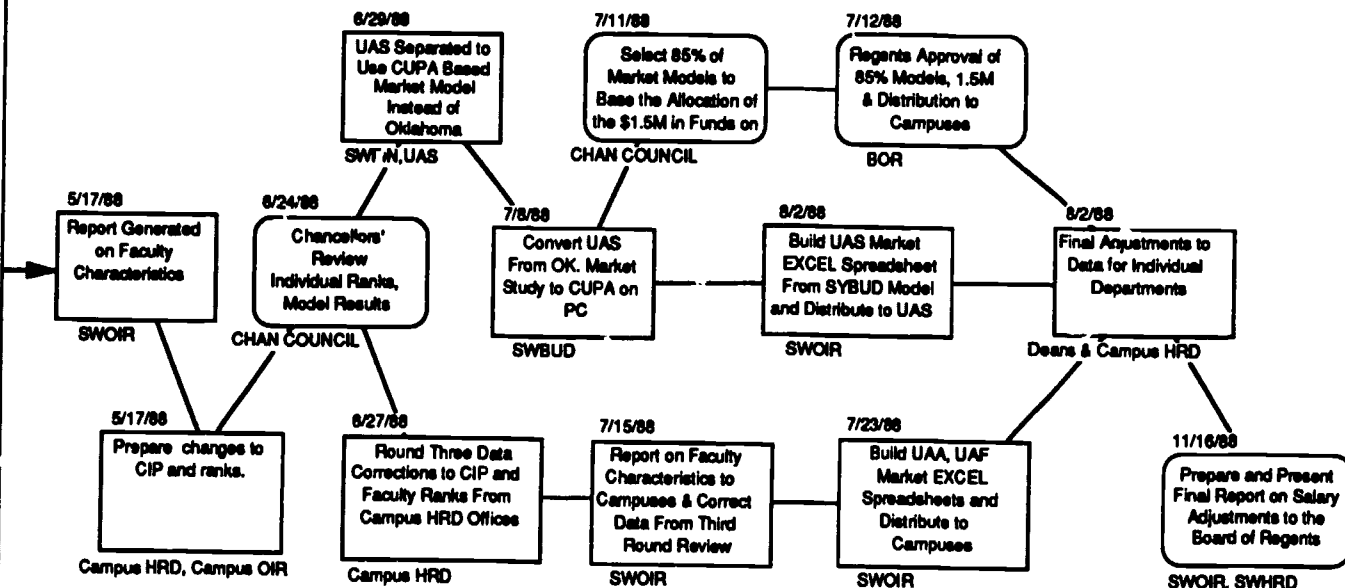 6/29/88
UAS Separated to
Use CUPA Based
Market Model
Instead of
Oklahoma
SWFIN,UAS
7/11/88
Select 85% of
Market Models to
Base the Allocation of
the $1.5M in Funds on
CHAN COUNCIL
7/12/88
Regents Approval of
85% Models, 1.5M
& Distribution to
Campuses
BOR
5/17/88
Report Generated
on Faculty
Characteristics
SWOIR
6/24/88
Chancellors'
Review
Individual Ranks,
Model Results
CHAN COUNCIL
7/8/88
Convert UAS
From OK. Market
Study to CUPA on
PC
SWBUD
8/2/88
Build UAS Market
EXCEL Spreadsheet
From SYBUD Model
and Distribute to UAS
SWOIR
8/2/88
Final Adjustments to
Data for Individual
Departments
Deans & Campus HRD
5/17/88
Prepare changes to
CIP and ranks.
Campus HRD, Campus OIR
6/27/88
Round Three Data
Corrections to CIP and
Faculty Ranks From
Campus HRD Offices
Campus HRD
7/15/88
Report on Faculty
Characteristics to
Campuses & Correct
Data From Third
Round Review
SWOIR
7/23/88
Build UAA, UAF
Market EXCEL
Spreadsheets and
Distribute to
Campuses
SWOIR
11/16/88
Prepare and Present
Final Report on Salary
Adjustments to the
Board of Regents
SWOIR, SWHRD